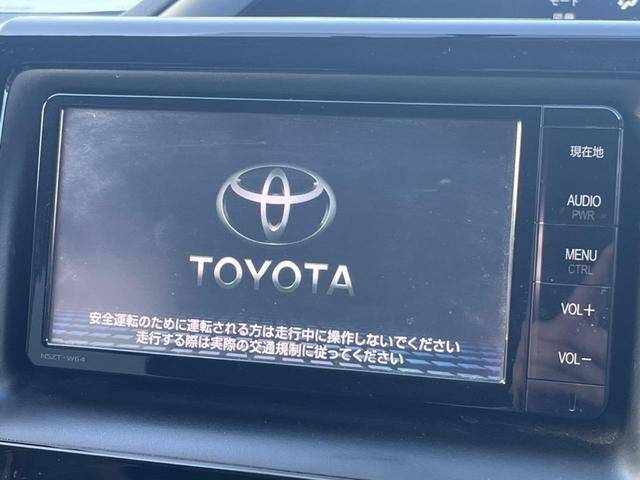 TOYOTA
安全運転のために運転される方は走行中に操作しないでください
走行する際は実際の交通規制に従ってください
NSZT-W64
現在地
AUDIO
PWR
MENU
CTRL
VOL+
VOL-